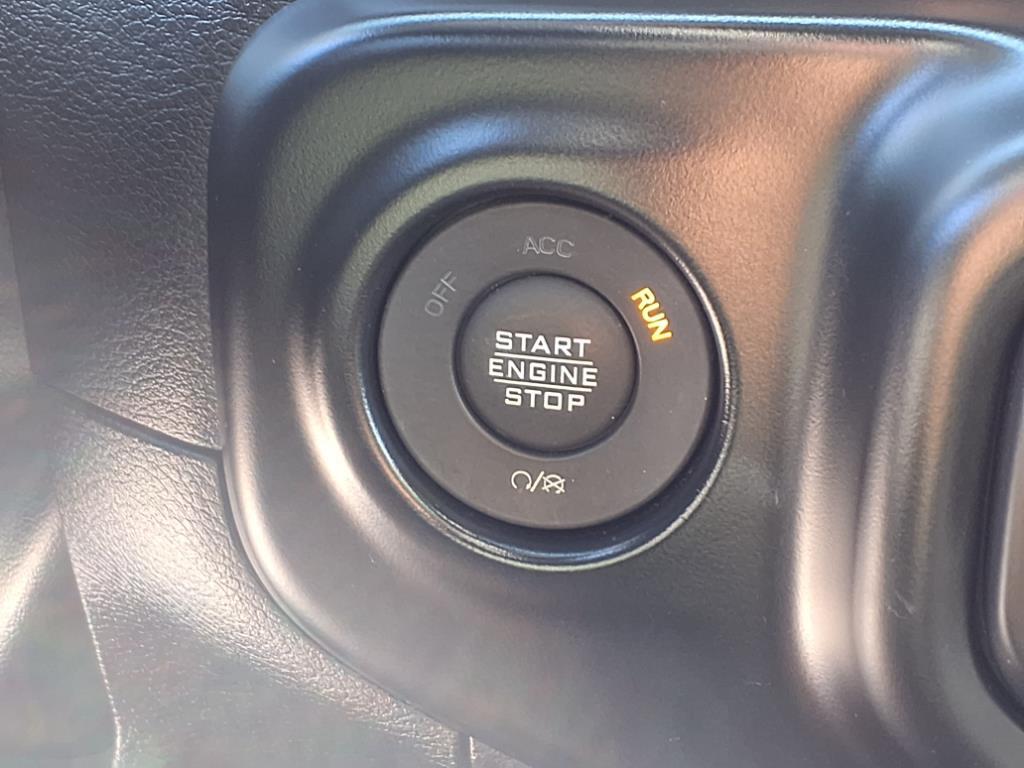 ACC
OFF
RUN
START
ENGINE
STOP